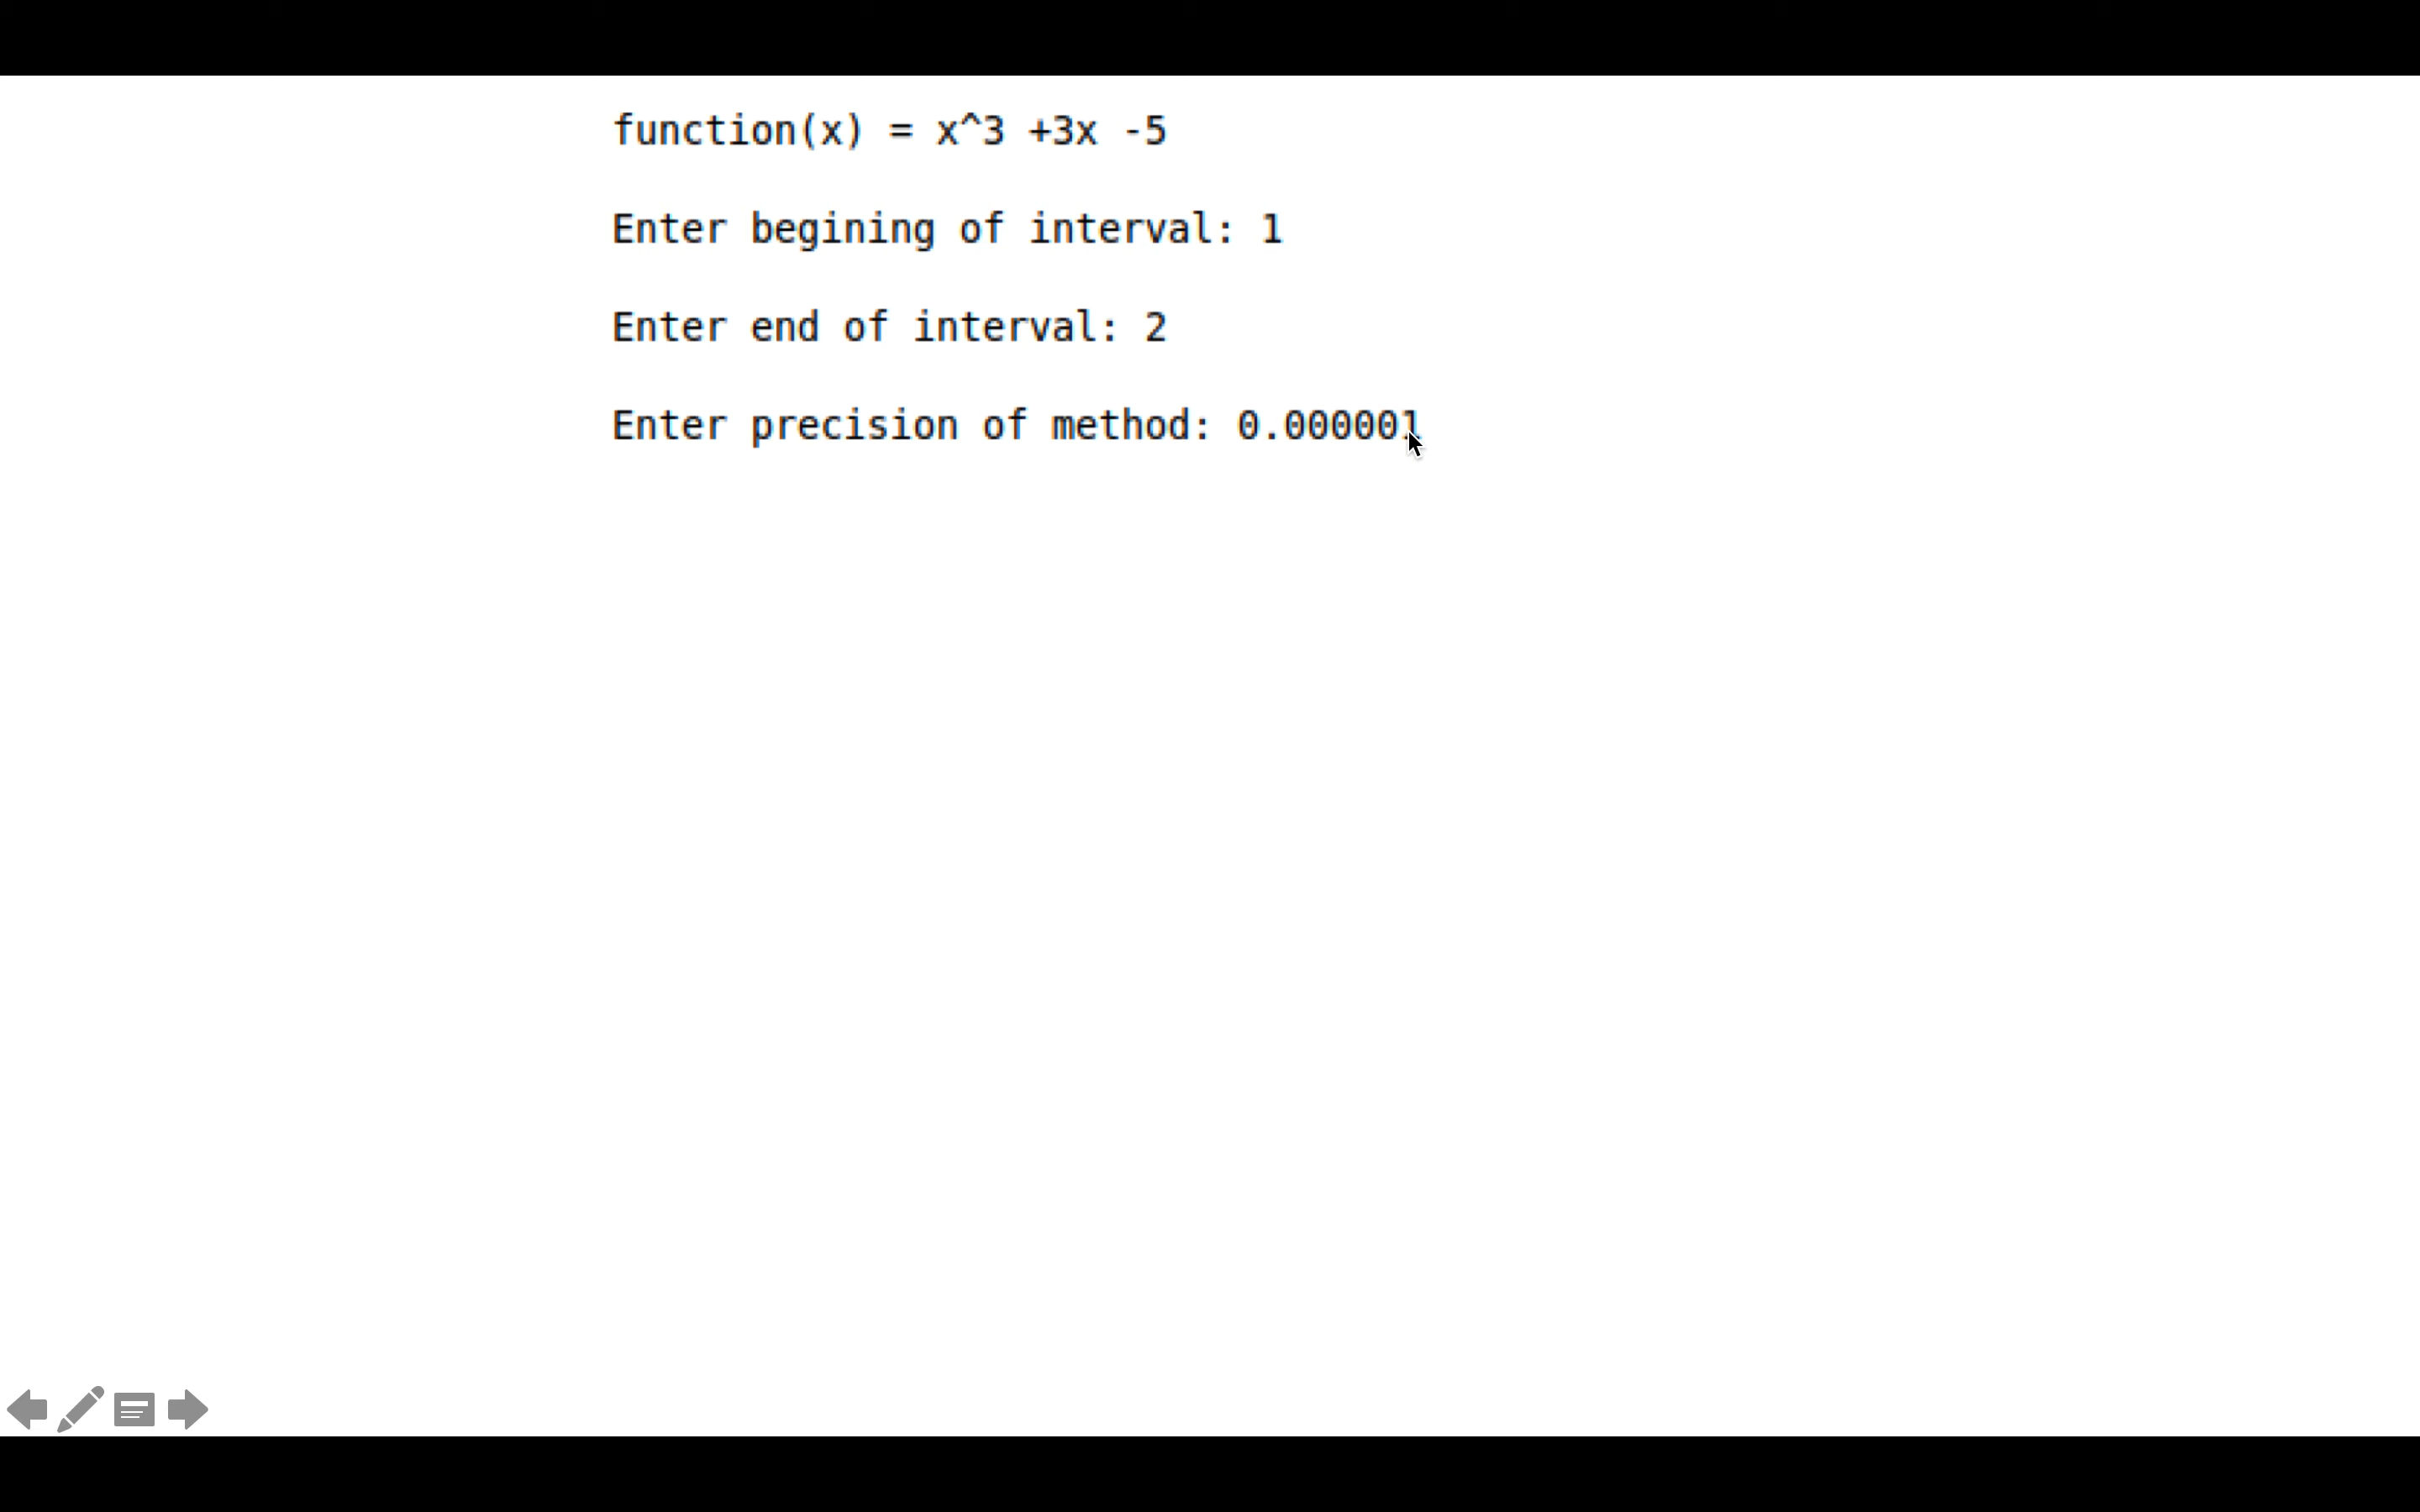 function(x) = x^3 +3x -5
Enter begining of interval: 1
Enter end of interval: 2
Enter precision of method: 0.000001